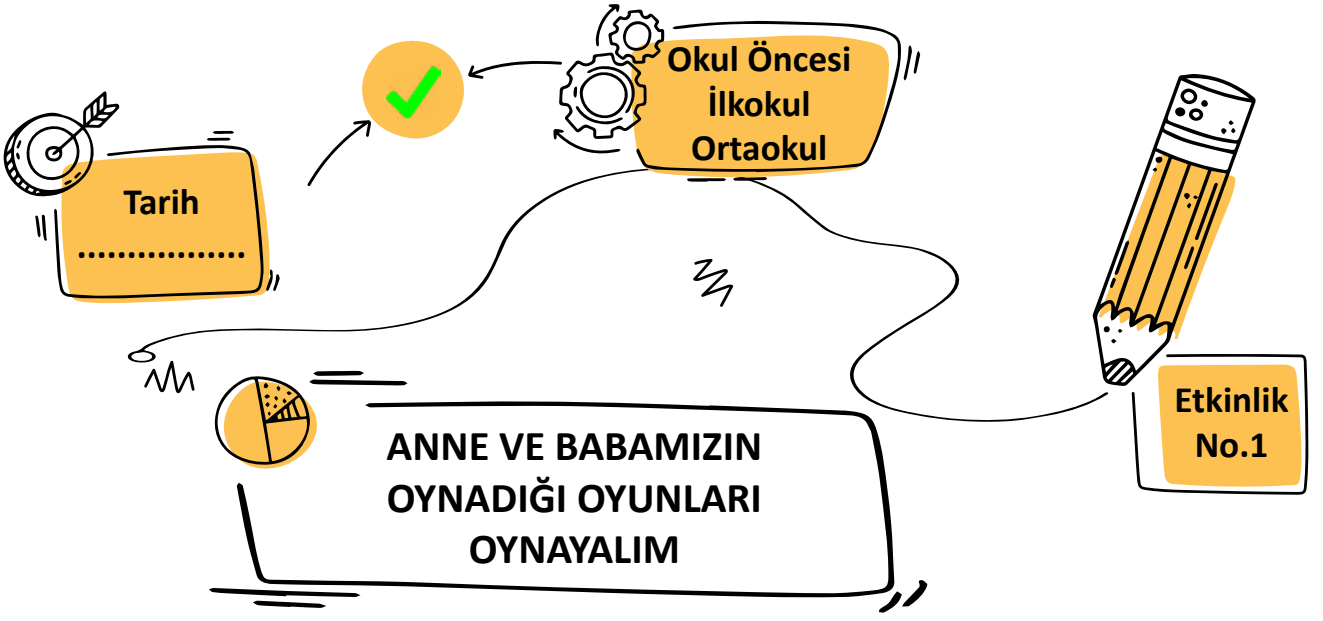 Okul Öncesi
İlkokul
Ortaokul
Tarih
.................
Etkinlik
No.1
ANNE VE BABAMIZIN
OYNADIĞI OYUNLARI
OYNAYALIM